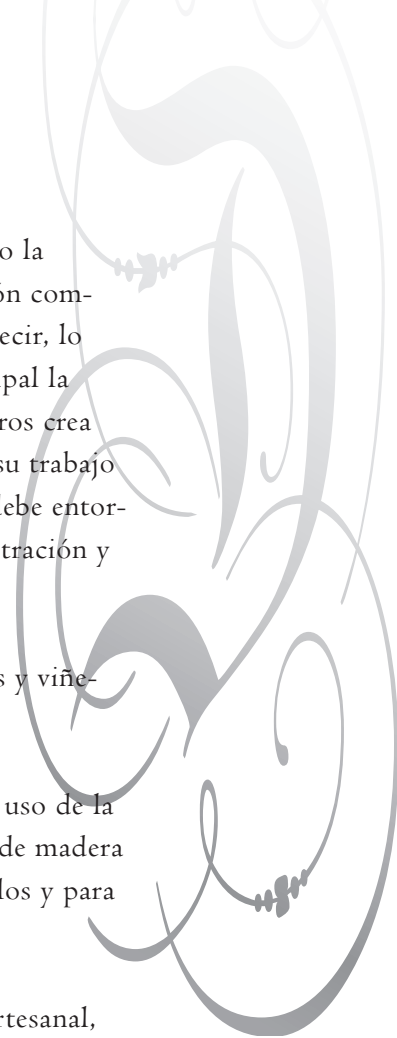 o la
ón com-
ecir, lo
pal la
ros crea
su trabajo
debe entor-
tración y
s y viñe-
uso de la
de madera
los y para
rtesanal,